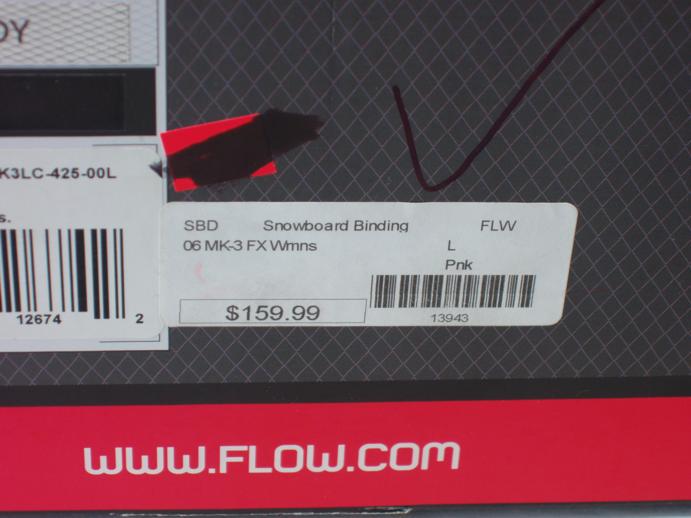 DY
K3LC-425-00L
s.
12674 2
SBD Snowboard Binding FLW
06 MK-3 FX Wmns L
Pnk
$159.99
13943
WWW.FLOW.COM